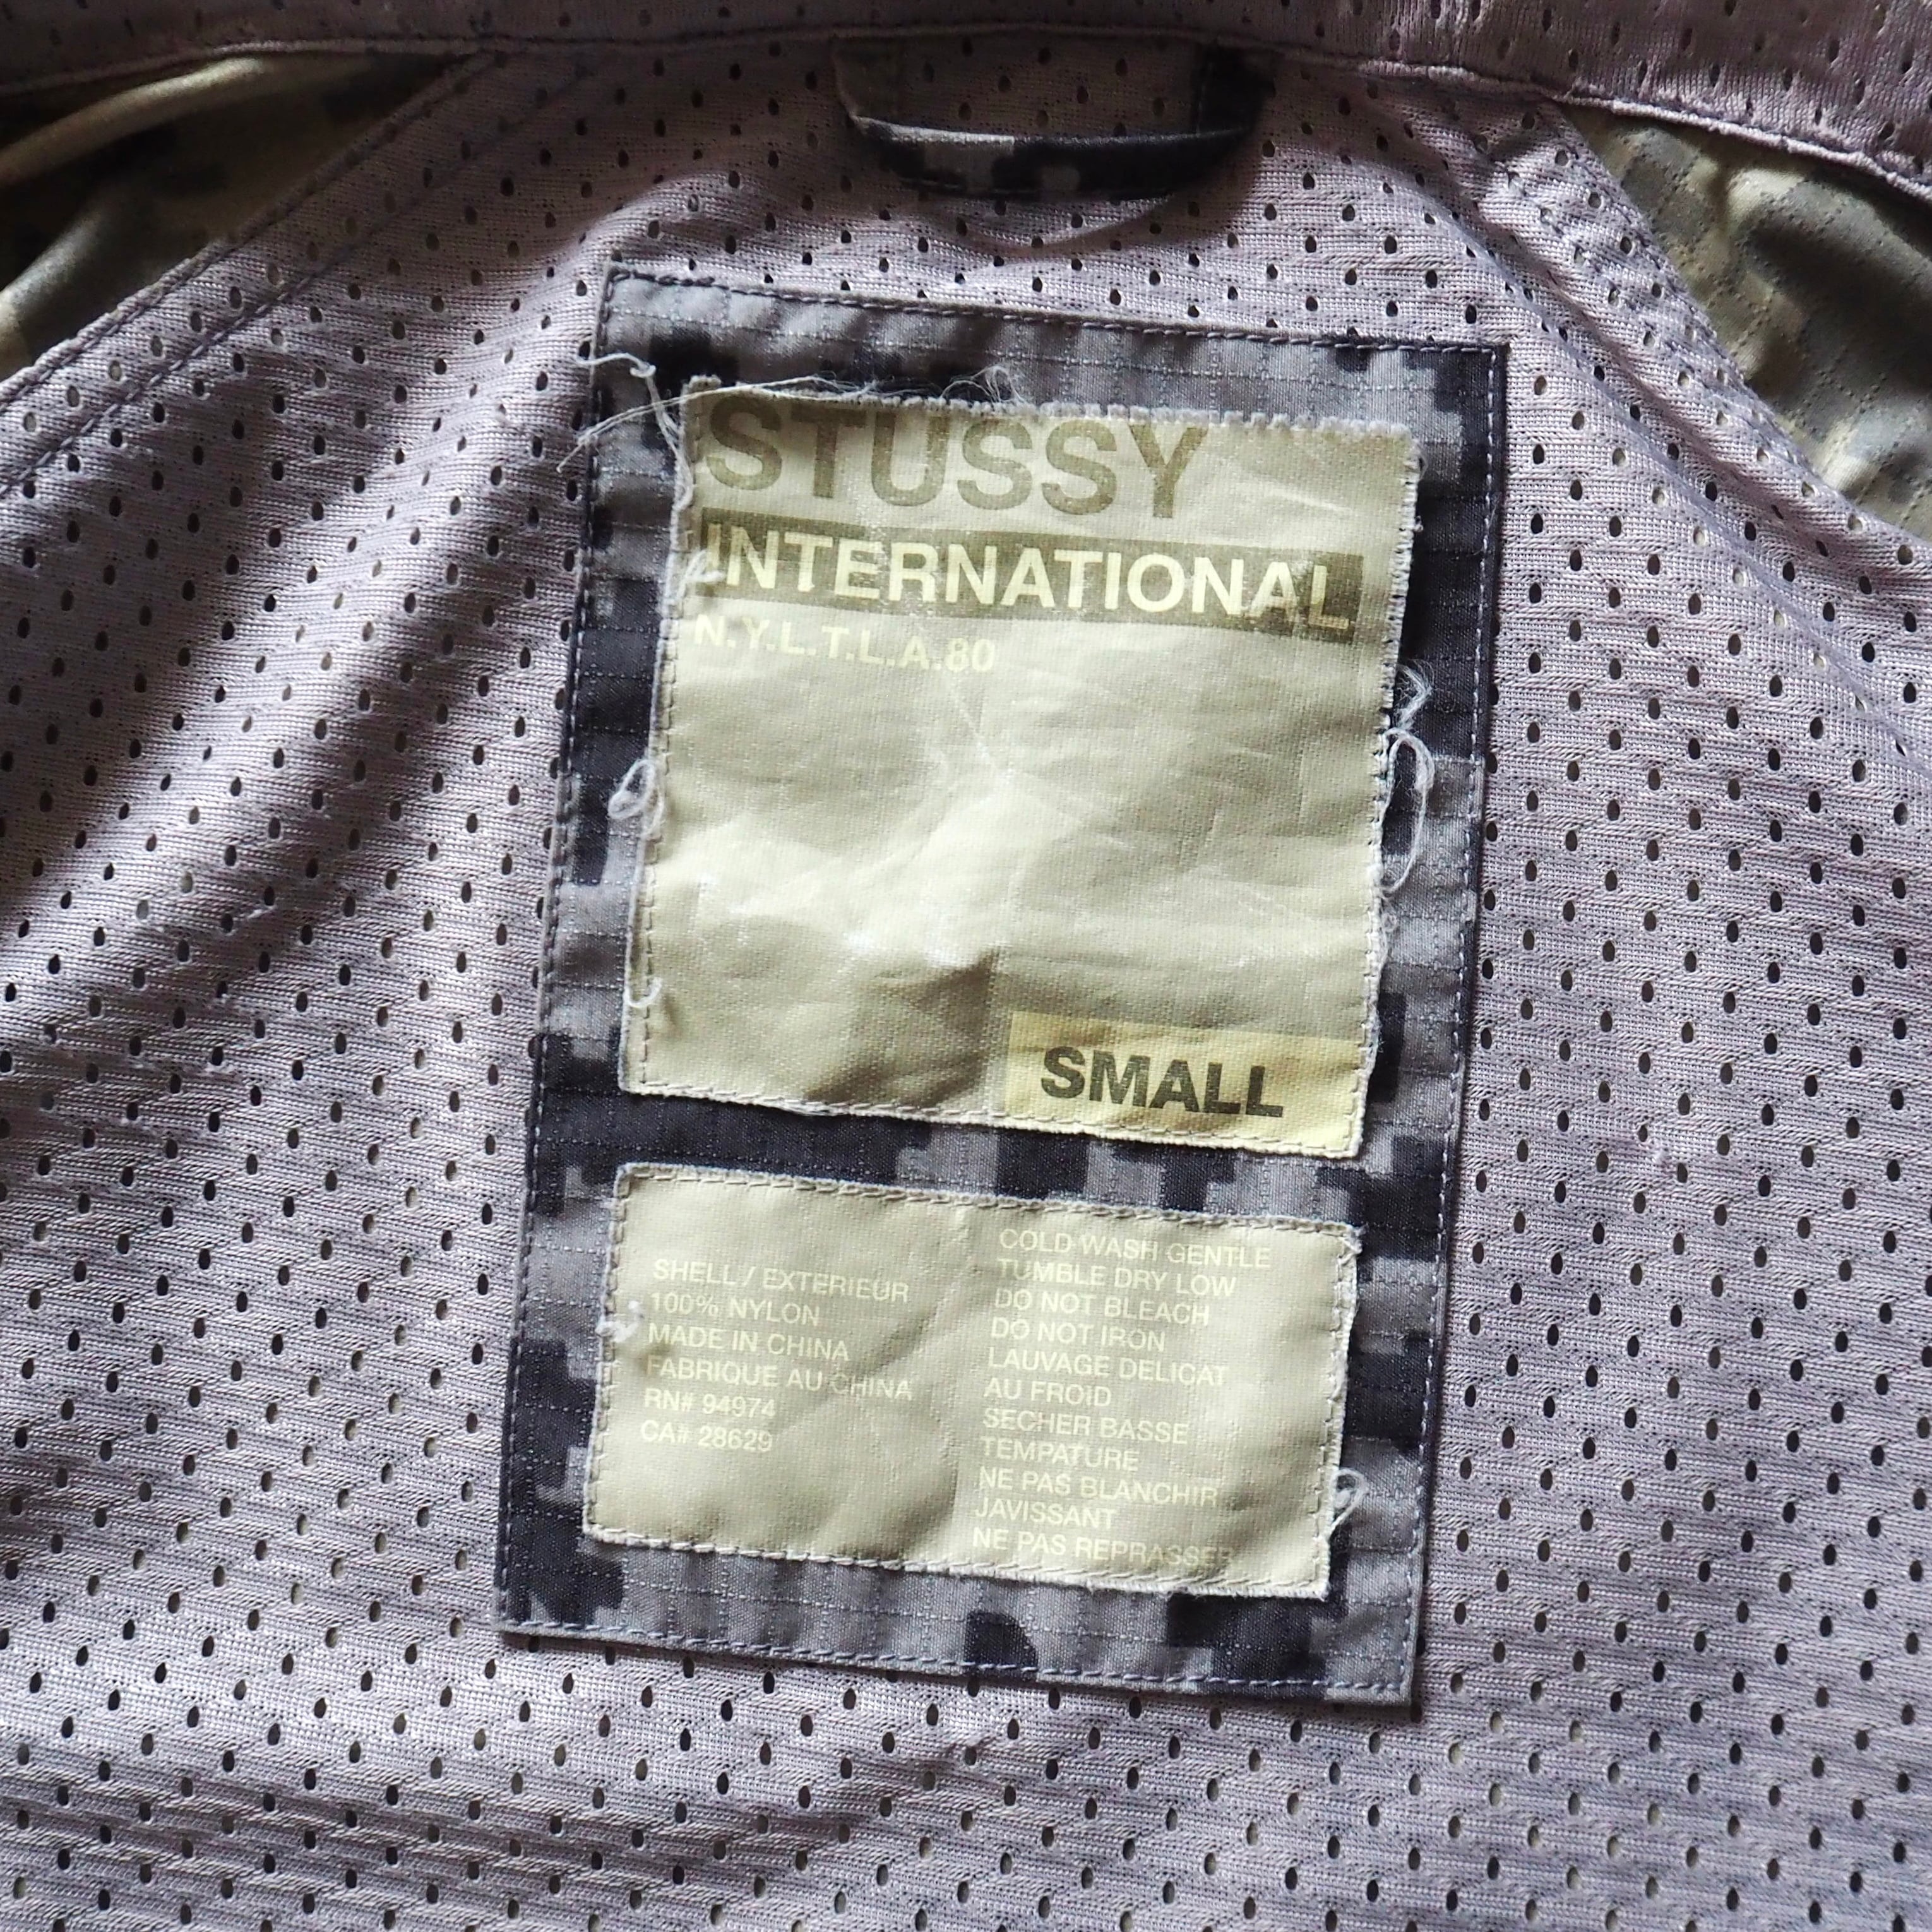 STUSSY
INTERNATIONAL
N.Y.L.T.L.A.80
SMALL
SHELL / EXTERIEUR
100% NYLON
MADE IN CHINA
FABRIQUE AU CHINA
RN# 94974
CA# 28629
COLD WASH GENTLE
TUMBLE DRY LOW
DO NOT BLEACH
DO NOT IRON
LAUVAGE DELICAT
AU FROID
SECHER BASSE
TEMPATURE
NE PAS BLANCHIR
JAVISSANT
NE PAS REPRASSER